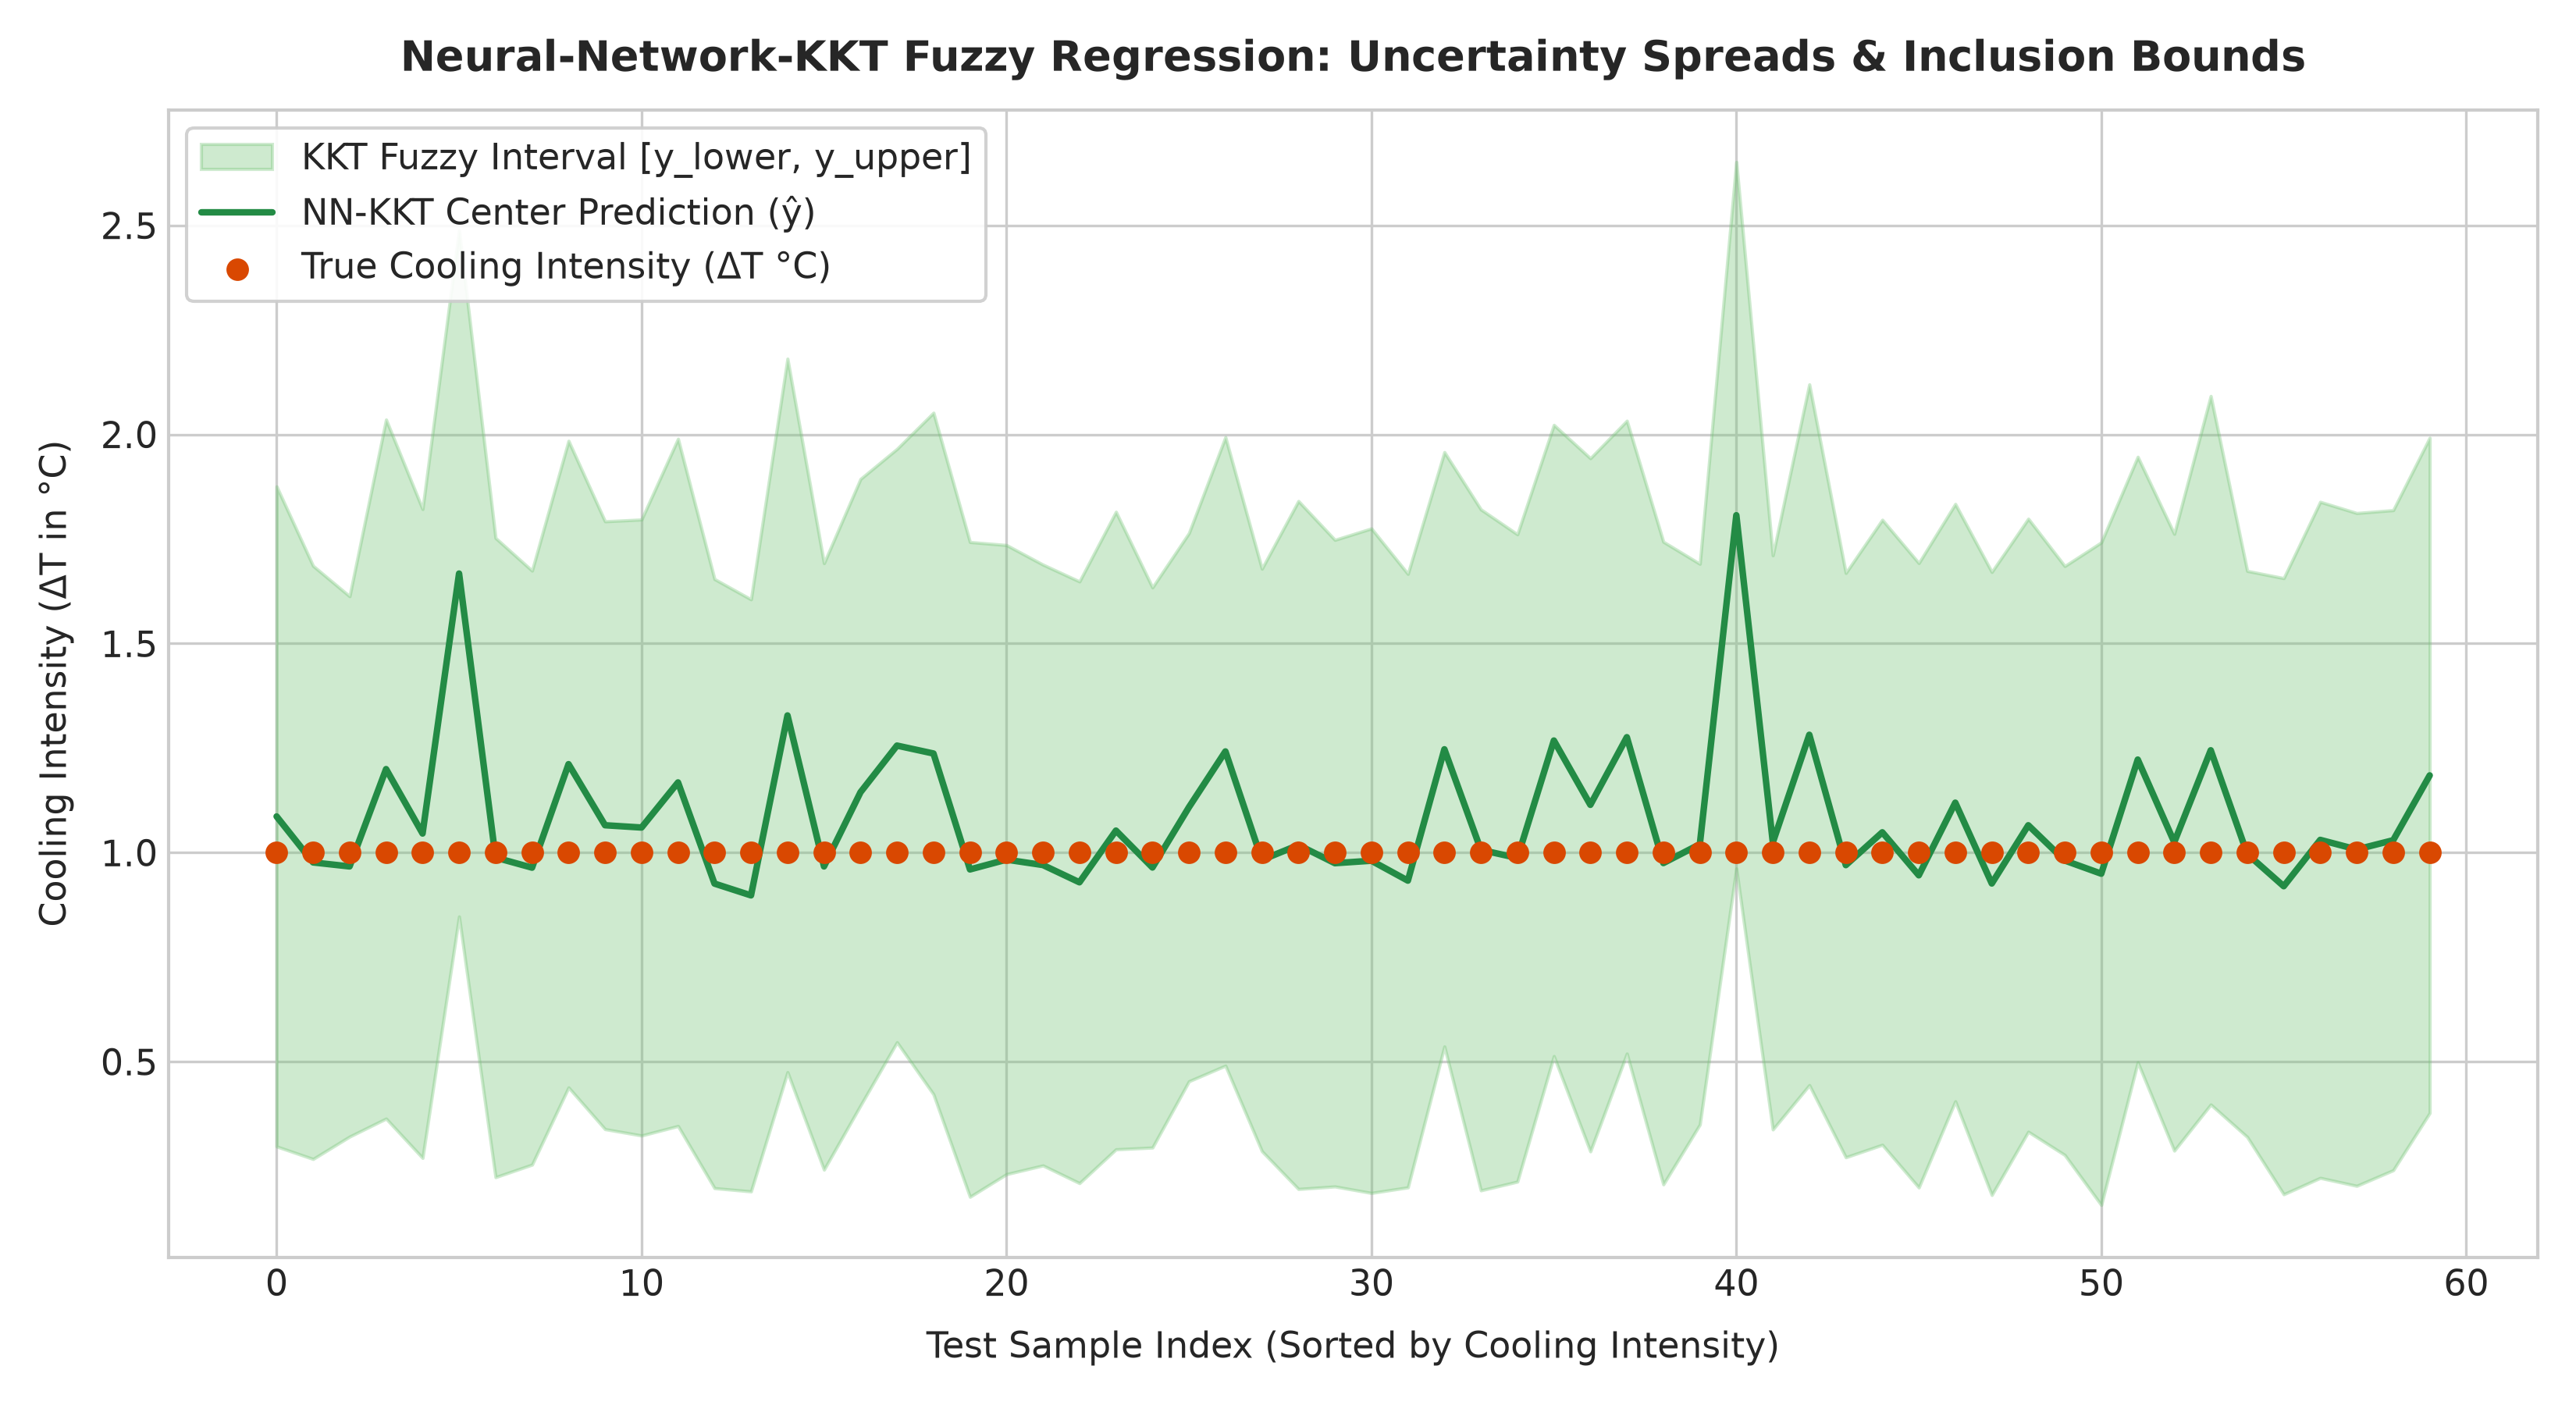 Neural-Network-KKT Fuzzy Regression: Uncertainty Spreads & Inclusion Bounds
KKT Fuzzy Interval [y_lower, y_upper]
NN-KKT Center Prediction (ŷ)
True Cooling Intensity (ΔT °C)
Cooling Intensity (ΔT in °C)
2.5
2.0
1.5
1.0
0.5
0 10 20 30 40 50 60
Test Sample Index (Sorted by Cooling Intensity)